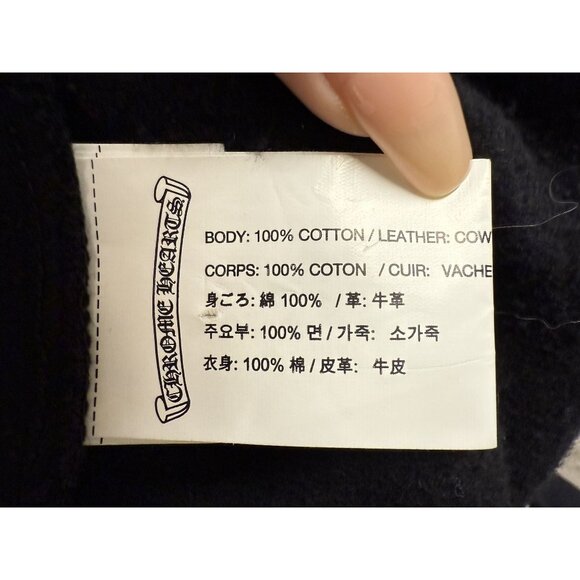 CHROME HEARTS
BODY: 100% COTTON / LEATHER: COW
CORPS: 100% COTON / CUIR: VACHE
身ごろ: 綿 100% / 革: 牛革
주요부: 100% 면 / 가죽: 소가죽
衣身: 100% 棉 / 皮革: 牛皮